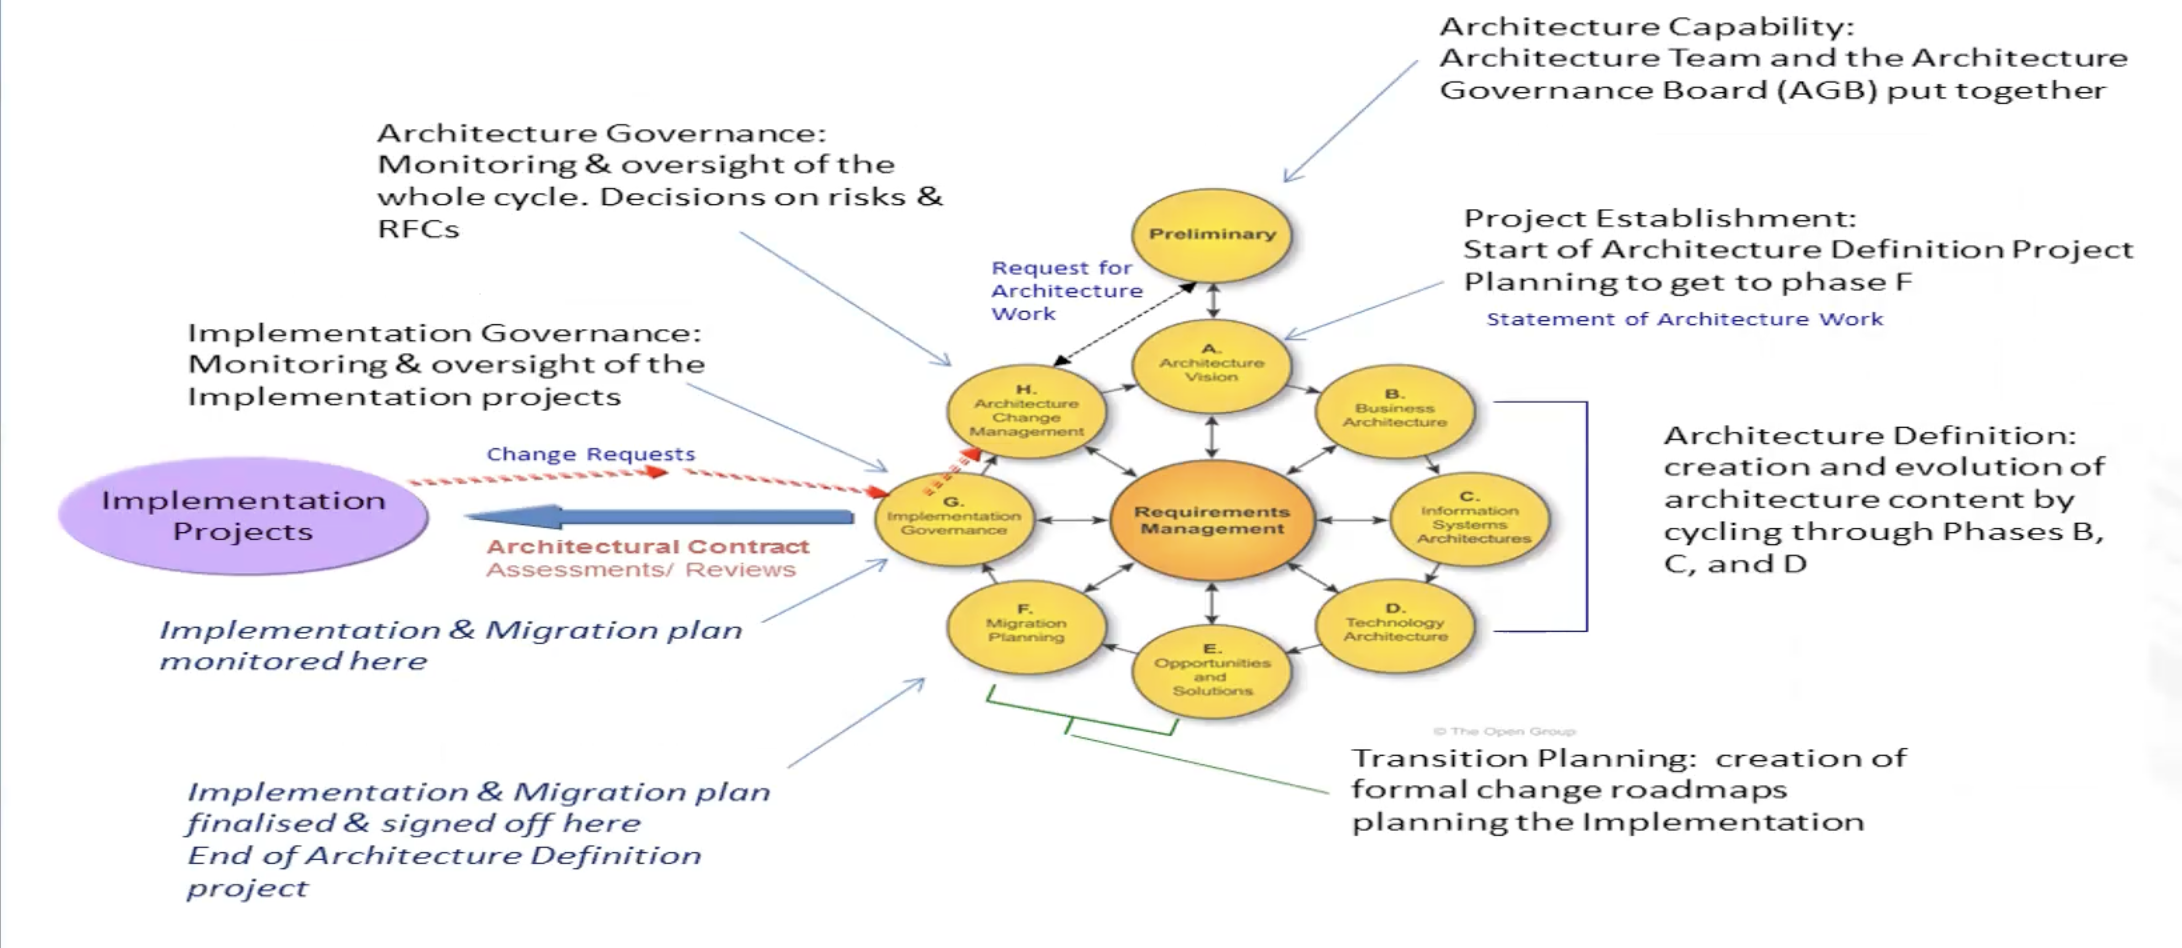 Architecture Capability:
Architecture Team and the Architecture
Governance Board (AGB) put together
Architecture Governance:
Monitoring & oversight of the
whole cycle. Decisions on risks &
RFCs
Preliminary
Project Establishment:
Start of Architecture Definition Project
Planning to get to phase F
Statement of Architecture Work
Request for
Architecture
Work
Implementation Governance:
Monitoring & oversight of the
Implementation projects
A.
Architecture
Vision
H.
Architecture
Change
Management
B.
Business
Architecture
Architecture Definition:
creation and evolution of
architecture content by
cycling through Phases B,
C, and D
Change Requests
Implementation
Projects
G.
Implementation
Governance
Requirements
Management
C.
Information
Systems
Architectures
Architectural Contract
Assessments/ Reviews
Implementation & Migration plan
monitored here
F.
Migration
Planning
D.
Technology
Architecture
E.
Opportunities
and
Solutions
© The Open Group
Transition Planning: creation of
formal change roadmaps
planning the Implementation
Implementation & Migration plan
finalised & signed off here
End of Architecture Definition
project